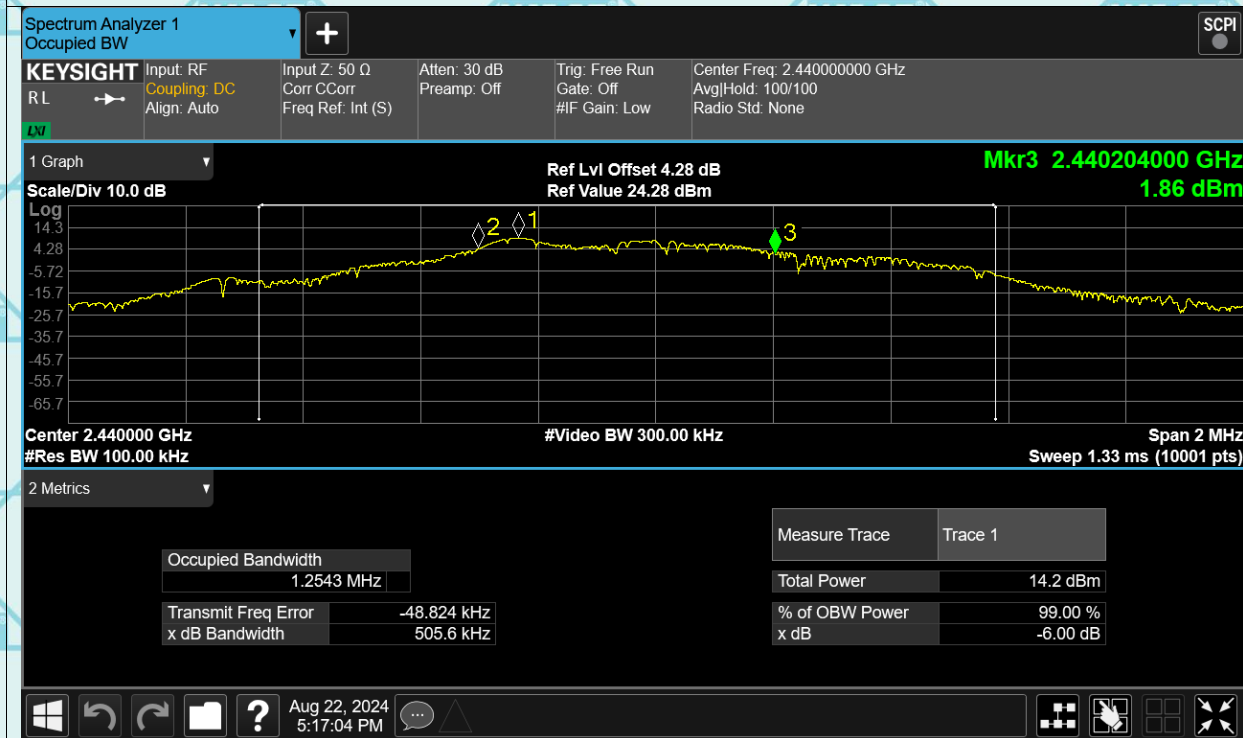 Spectrum Analyzer 1
Occupied BW
+
SCPI
KEYSIGHT
RL
LXI
Input: RF
Coupling: DC
Align: Auto
Input Z: 50 Ω
Corr CCorr
Freq Ref: Int (S)
Atten: 30 dB
Preamp: Off
Trig: Free Run
Gate: Off
#IF Gain: Low
Center Freq: 2.440000000 GHz
Avg|Hold: 100/100
Radio Std: None
1 Graph
Scale/Div 10.0 dB
Ref Lvl Offset 4.28 dB
Ref Value 24.28 dBm
Mkr3 2.440204000 GHz
1.86 dBm
Log
14.3
4.28
-5.72
-15.7
-25.7
-35.7
-45.7
-55.7
-65.7
2
1
3
Center 2.440000 GHz
#Video BW 300.00 kHz
Span 2 MHz
#Res BW 100.00 kHz
Sweep 1.33 ms (10001 pts)
2 Metrics
Occupied Bandwidth
1.2543 MHz
Transmit Freq Error -48.824 kHz
x dB Bandwidth 505.6 kHz
Measure Trace Trace 1
Total Power 14.2 dBm
% of OBW Power 99.00 %
x dB -6.00 dB
?
Aug 22, 2024
5:17:04 PM